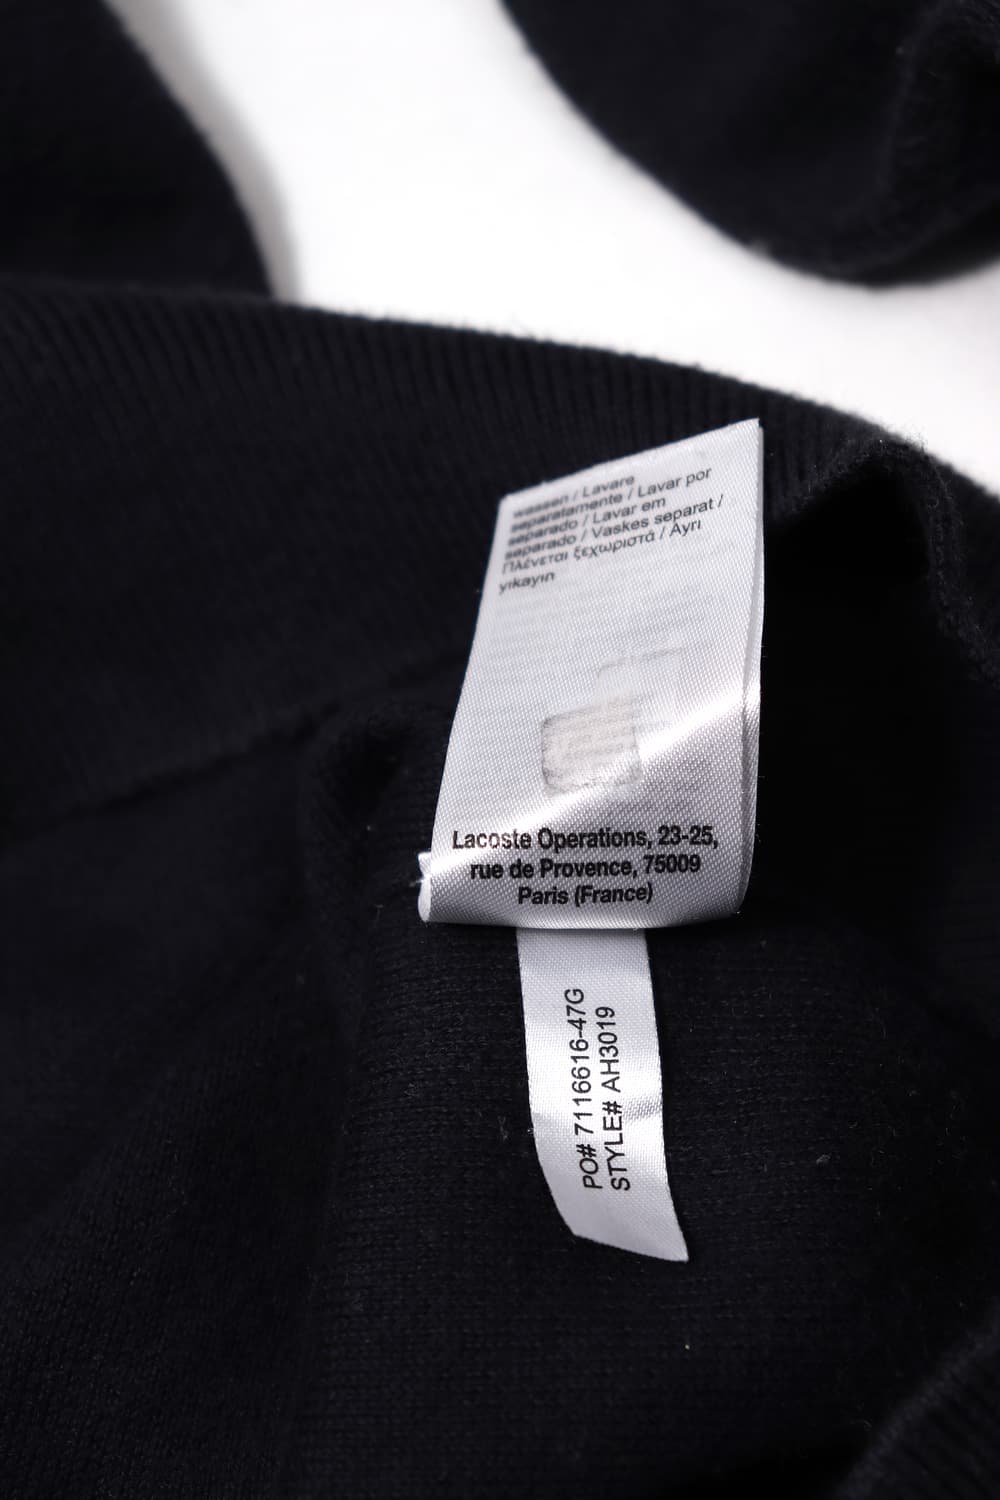 wassen / Lavare
separatamente / Lavar por
separado / Lavar em
separado / Vaskes separat /
Πλένεται ξεχωριστά / Ayrı
yıkayın
Lacoste Operations, 23-25,
rue de Provence, 75009
Paris (France)
PO# 7116616-47G
STYLE# AH3019